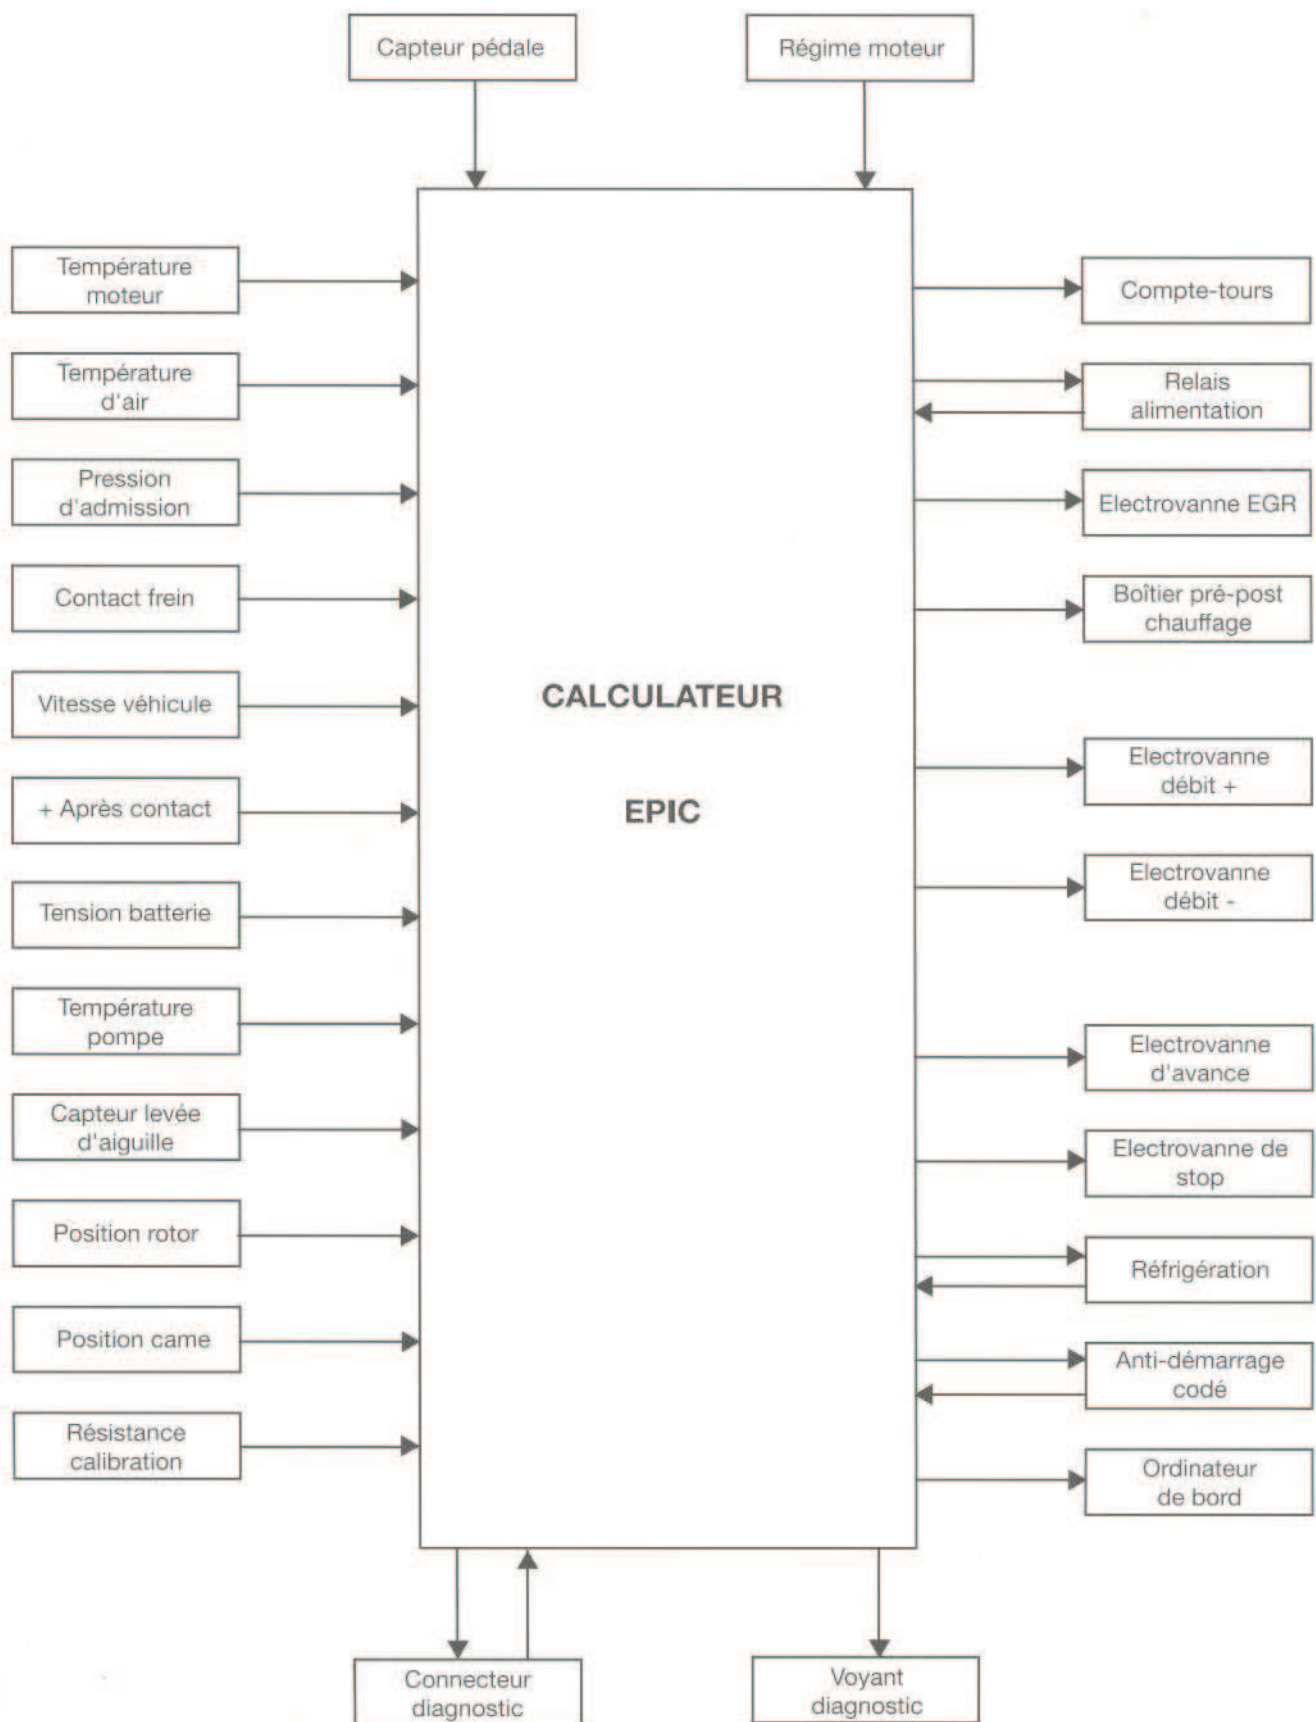 Capteur pédale
Régime moteur
Température
moteur
Température
d'air
Pression
d'admission
Contact frein
Vitesse véhicule
+ Après contact
Tension batterie
Température
pompe
Capteur levée
d'aiguille
Position rotor
Position came
Résistance
calibration
CALCULATEUR
EPIC
Compte-tours
Relais
alimentation
Electrovanne EGR
Boîtier pré-post
chauffage
Electrovanne
débit +
Electrovanne
débit -
Electrovanne
d'avance
Electrovanne de
stop
Réfrigération
Anti-démarrage
codé
Ordinateur
de bord
Connecteur
diagnostic
Voyant
diagnostic